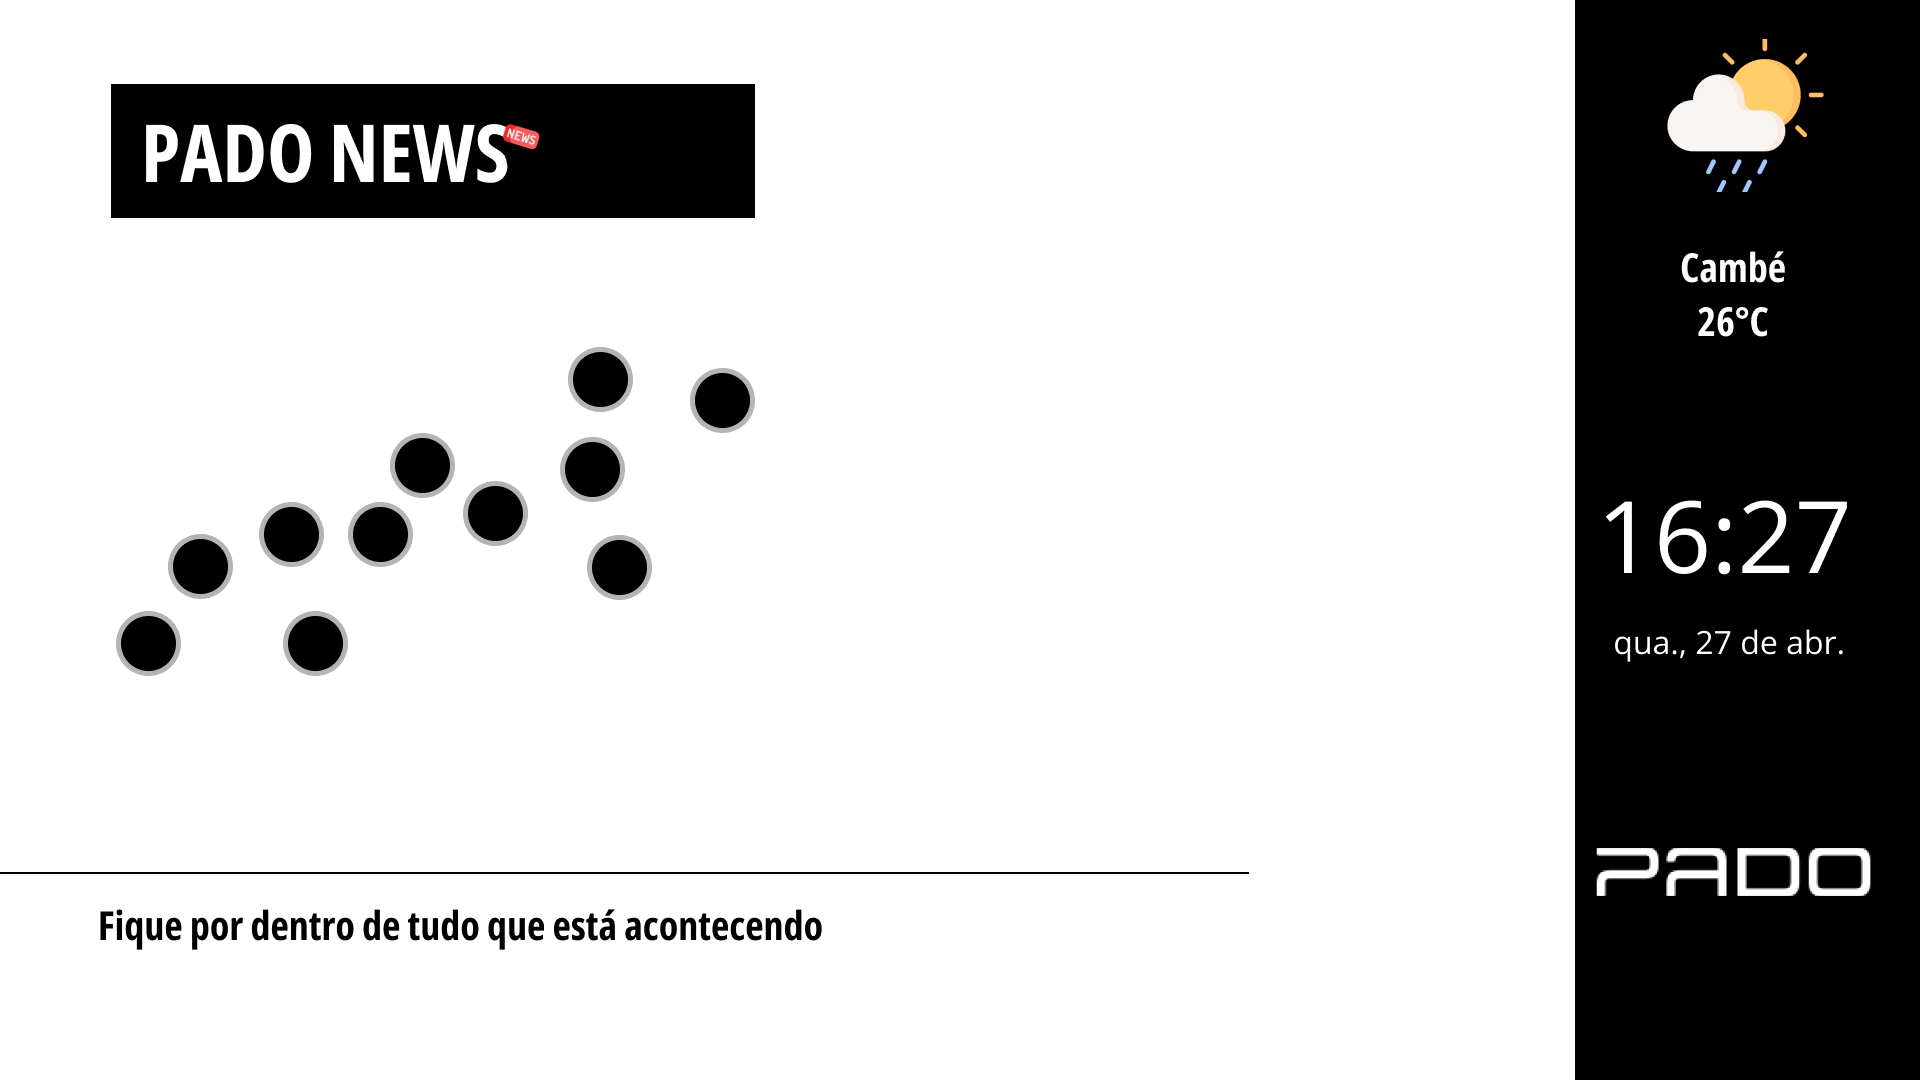 PADO NEWS
NEWS
Fique por dentro de tudo que está acontecendo
Cambé
26°C
16:27
qua., 27 de abr.
PADO